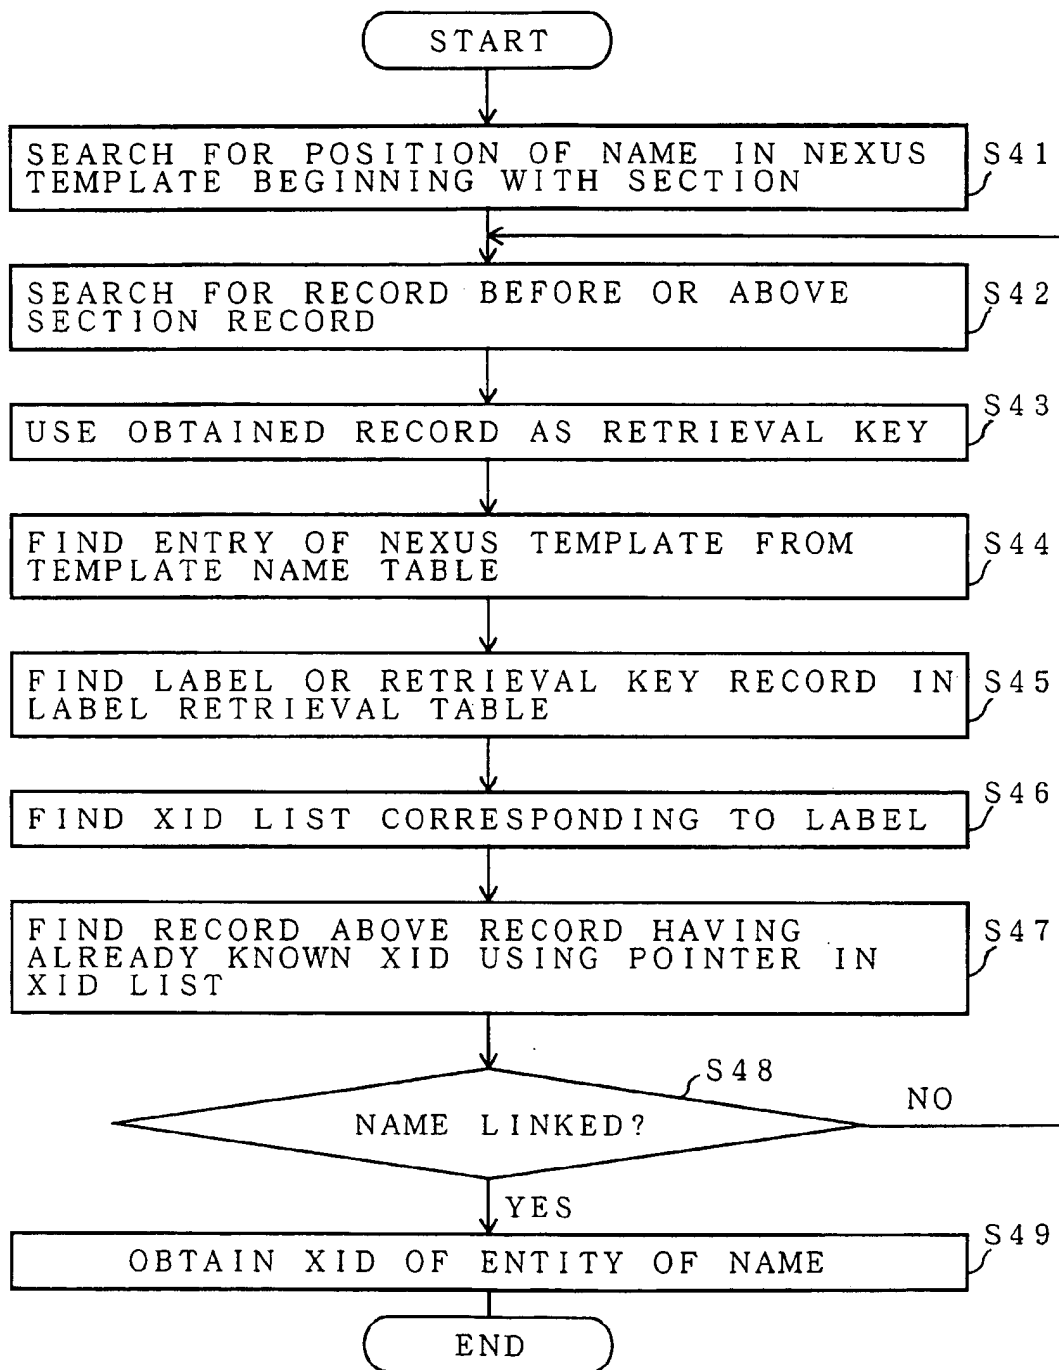 START
SEARCH FOR POSITION OF NAME IN NEXUS
TEMPLATE BEGINNING WITH SECTION
S41
SEARCH FOR RECORD BEFORE OR ABOVE
SECTION RECORD
S42
USE OBTAINED RECORD AS RETRIEVAL KEY
S43
FIND ENTRY OF NEXUS TEMPLATE FROM
TEMPLATE NAME TABLE
S44
FIND LABEL OR RETRIEVAL KEY RECORD IN
LABEL RETRIEVAL TABLE
S45
FIND XID LIST CORRESPONDING TO LABEL
S46
FIND RECORD ABOVE RECORD HAVING
ALREADY KNOWN XID USING POINTER IN
XID LIST
S47
S48
NAME LINKED?
NO
YES
OBTAIN XID OF ENTITY OF NAME
S49
END